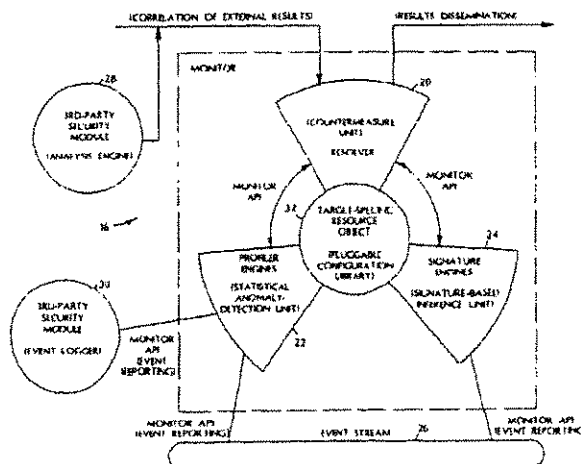 (CORRELATION OF EXTERNAL RESULTS)
(RESULTS DISSEMINATION)
MONITOR
28
3RD-PARTY
SECURITY
MODULE
(ANALYSIS ENGINE)
20
(COUNTERMEASURE
UNIT)
RESOLVER
MONITOR
API
MONITOR
API
16
32
TARGET-SPECIFIC
RESOURCE
OBJECT
(PLUGGABLE
CONFIGURATION
LIBRARY)
24
PROFILER
ENGINES
(STATISTICAL
ANOMALY-
DETECTION UNIT)
22
SIGNATURE
ENGINES
(SIGNATURE-BASED)
INFERENCE UNIT)
30
3RD-PARTY
SECURITY
MODULE
(EVENT LOGGER)
MONITOR
API
(EVENT
REPORTING)
MONITOR API
(EVENT REPORTING)
MONITOR API
(EVENT REPORTING
EVENT STREAM
26